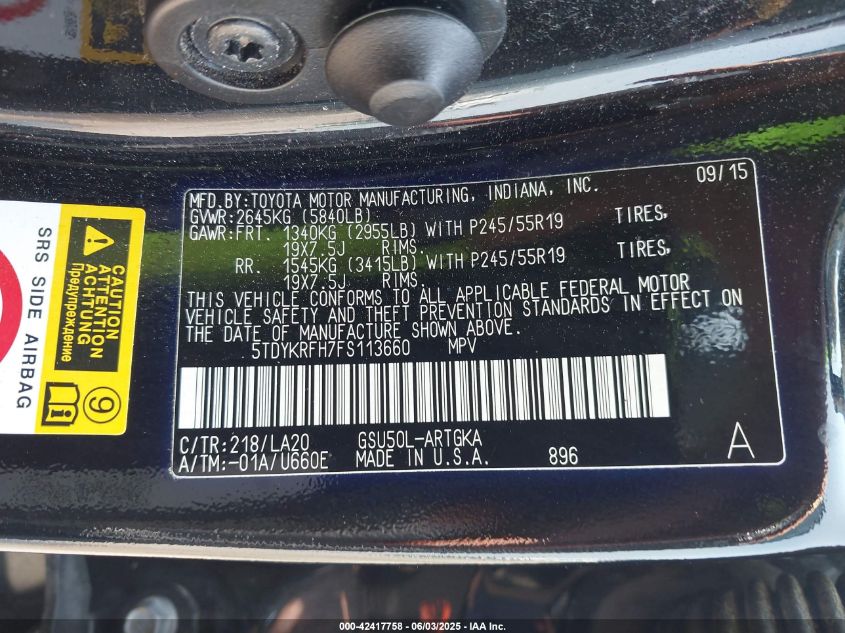 MFD.BY:TOYOTA MOTOR MANUFACTURING, INDIANA, INC. 09/15
GVWR:2645KG (5840LB)
GAWR:FRT. 1340KG (2955LB) WITH P245/55R19 TIRES,
19X7.5J RIMS.
RR. 1545KG (3415LB) WITH P245/55R19 TIRES,
19X7.5J RIMS.
THIS VEHICLE CONFORMS TO ALL APPLICABLE FEDERAL MOTOR
VEHICLE SAFETY AND THEFT PREVENTION STANDARDS IN EFFECT ON
THE DATE OF MANUFACTURE SHOWN ABOVE.
5TDYKRFH7FS113660 MPV
C/TR:218/LA20 GSU50L-ARTGKA
A/TM:-01A/U660E MADE IN U.S.A. 896 A
SRS SIDE AIRBAG
CAUTION
ATTENTION
ACHTUNG
Предупреждение
9
000-42417758 - 06/03/2025 - IAA Inc.